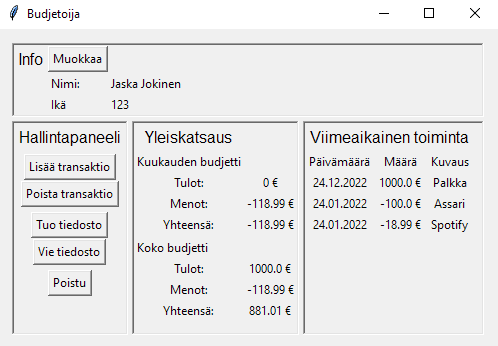 Budjetoija
Info Muokkaa
Nimi: Jaska Jokinen
Ikä 123
Hallintapaneeli
Lisää transaktio
Poista transaktio
Tuo tiedosto
Vie tiedosto
Poistu
Yleiskatsaus
Kuukauden budjetti
Tulot: 0 €
Menot: -118.99 €
Yhteensä: -118.99 €
Koko budjetti
Tulot: 1000.0 €
Menot: -118.99 €
Yhteensä: 881.01 €
Viimeaikainen toiminta
Päivämäärä Määrä Kuvaus
24.12.2022 1000.0 € Palkka
24.01.2022 -100.0 € Assari
24.01.2022 -18.99 € Spotify